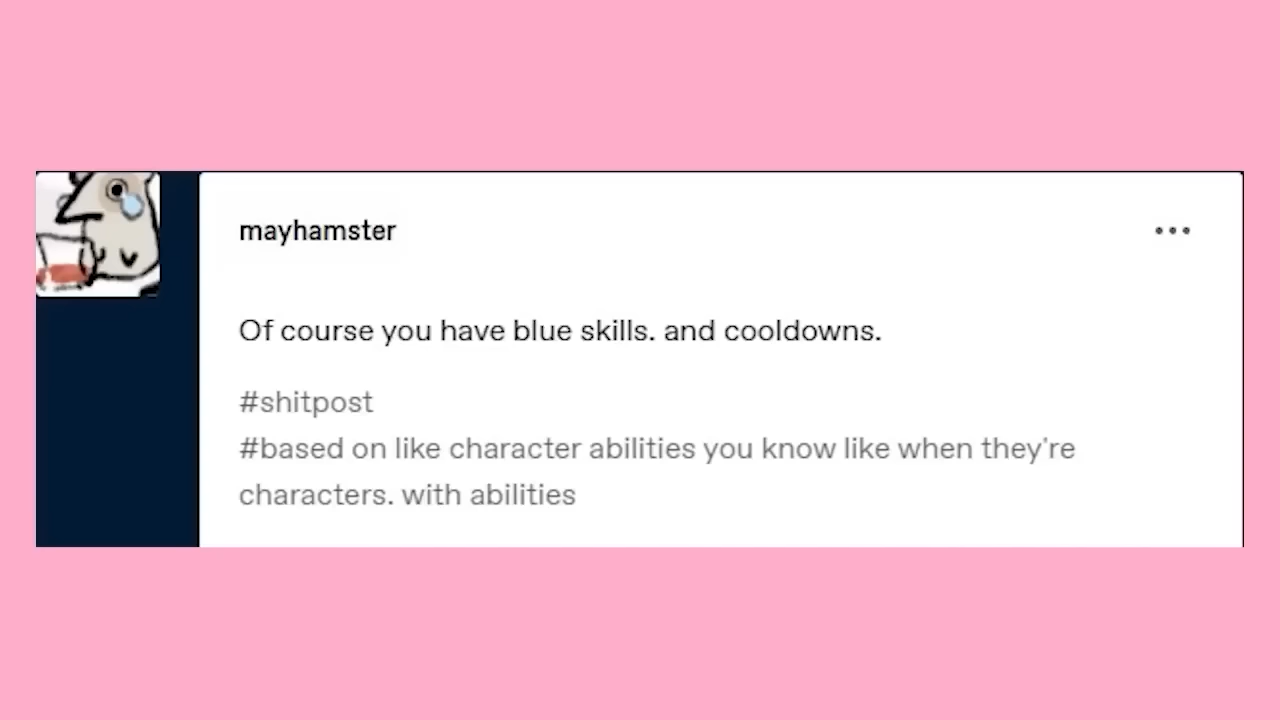 mayhamster
Of course you have blue skills. and cooldowns.
#shitpost
#based on like character abilities you know like when they're
characters. with abilities